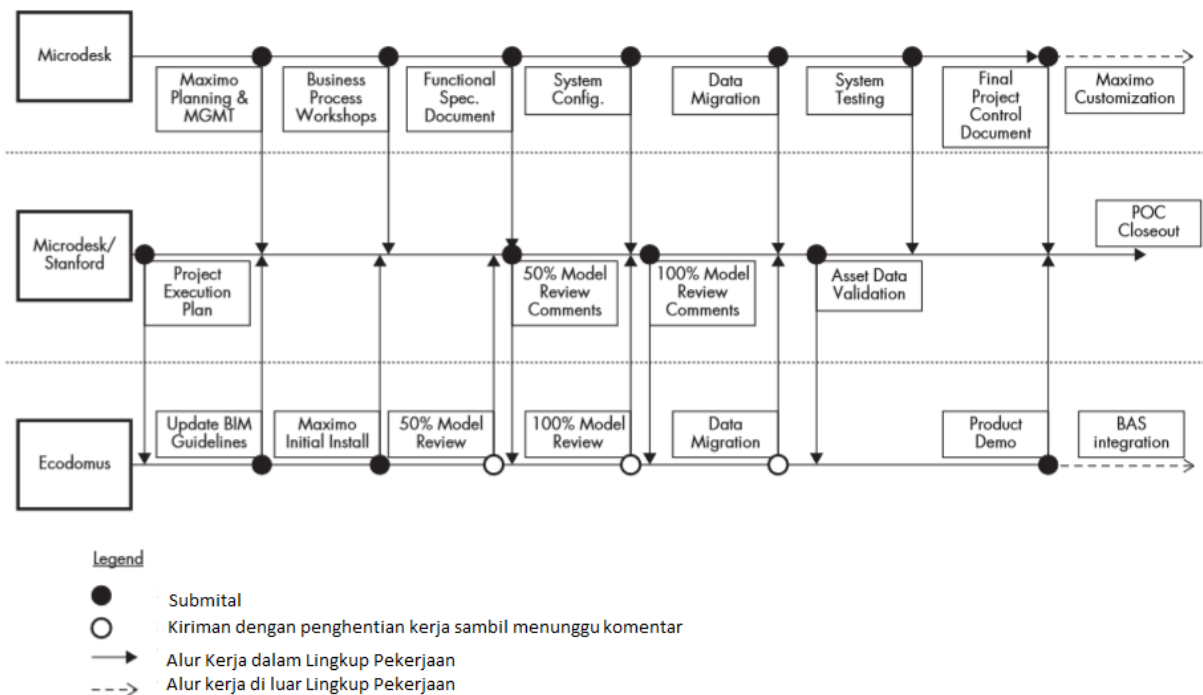 Microdesk
Maximo
Planning &
MGMT
Business
Process
Workshops
Functional
Spec.
Document
System
Config.
Data
Migration
System
Testing
Final
Project
Control
Document
Maximo
Customization
Microdesk/
Stanford
Project
Execution
Plan
50% Model
Review
Comments
100% Model
Review
Comments
Asset Data
Validation
POC
Closeout
Ecodomus
Update BIM
Guidelines
Maximo
Initial Install
50% Model
Review
100% Model
Review
Data
Migration
Product
Demo
BAS
integration
Legend
Submital
Kiriman dengan penghentian kerja sambil menunggu komentar
Alur Kerja dalam Lingkup Pekerjaan
Alur kerja di luar Lingkup Pekerjaan